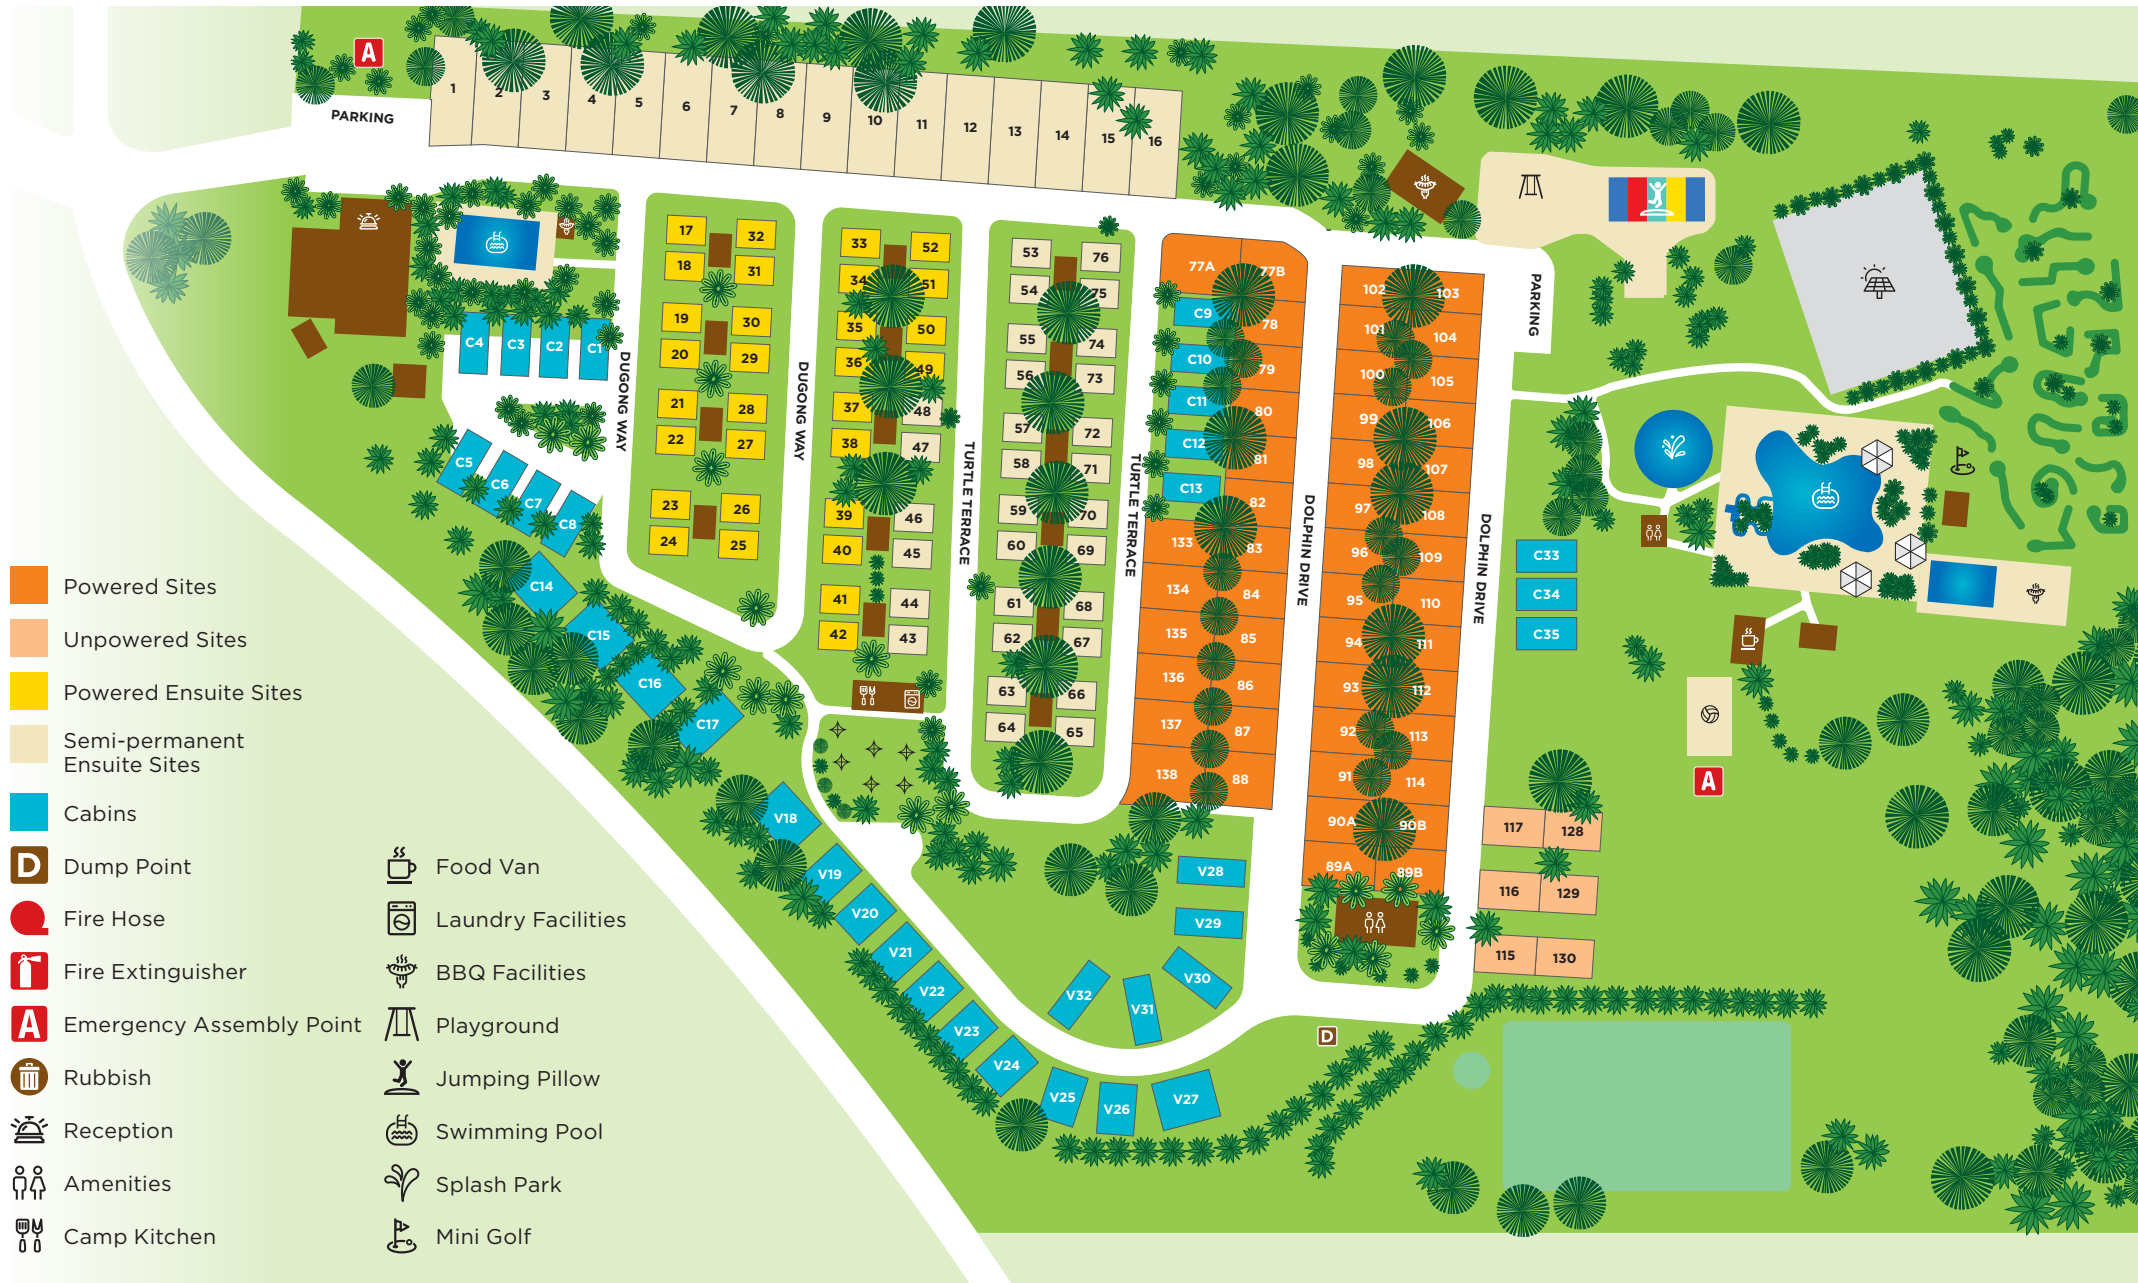 A
PARKING
1
2
3
4
5
6
7
8
9
10
11
12
13
14
15
16
17
32
18
31
19
30
20
29
21
28
22
27
23
26
24
25
33
52
34
51
35
50
36
49
37
48
38
47
39
46
40
45
41
44
42
43
53
76
54
75
55
74
56
73
57
72
58
71
59
70
60
69
61
68
62
67
63
66
64
65
77A
77B
C9
78
C10
79
C11
80
C12
81
C13
82
133
83
134
84
135
85
136
86
137
87
138
88
102
103
101
104
100
105
99
106
98
107
97
108
96
109
95
110
94
111
93
112
92
113
91
114
90A
90B
89A
89B
PARKING
DUGONG WAY
DUGONG WAY
TURTLE TERRACE
TURTLE TERRACE
DOLPHIN DRIVE
DOLPHIN DRIVE
C4
C3
C2
C1
C5
C6
C7
C8
C14
C15
C16
C17
V18
V19
V20
V21
V22
V23
V24
V25
V26
V27
V28
V29
V30
V31
V32
C33
C34
C35
117
128
116
129
115
130
A
D
Powered Sites
Unpowered Sites
Powered Ensuite Sites
Semi-permanent
Ensuite Sites
Cabins
D Dump Point
Fire Hose
Fire Extinguisher
A Emergency Assembly Point
Rubbish
Reception
Amenities
Camp Kitchen
Food Van
Laundry Facilities
BBQ Facilities
Playground
Jumping Pillow
Swimming Pool
Splash Park
Mini Golf